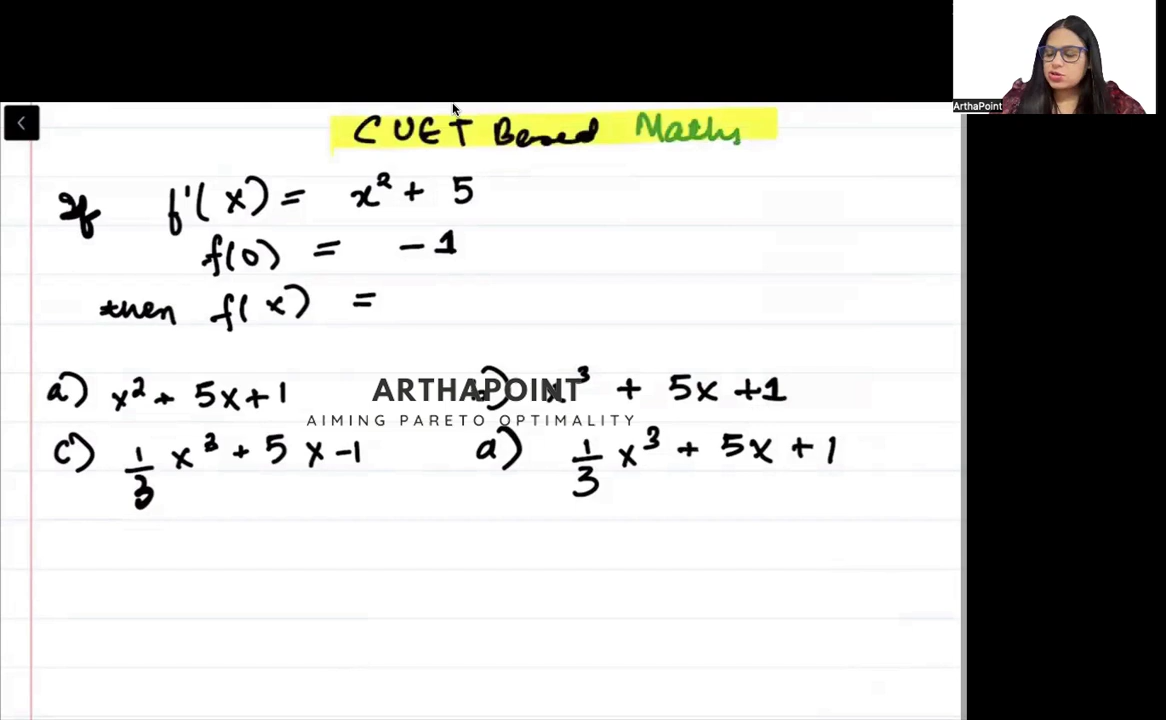 ArthaPoint
CUET Based Maths
If f'(x) = x² + 5
f(0) = -1
then f(x) =
a) x² + 5x+1 ) x³ + 5x +1
ARTHAPOINT
AIMING PARETO OPTIMALITY
c) 1/3 x³ + 5x -1 d) 1/3 x³ + 5x + 1